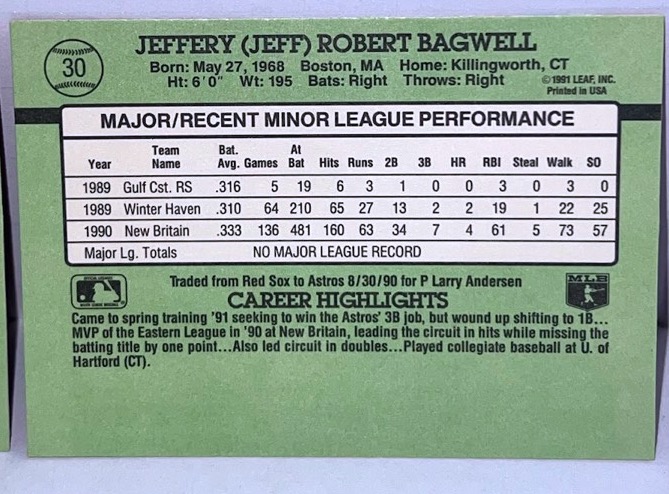 30
JEFFERY (JEFF) ROBERT BAGWELL
Born: May 27, 1968 Boston, MA Home: Killingworth, CT
Ht: 6'0" Wt: 195 Bats: Right Throws: Right
©1991 LEAF, INC.
Printed in USA
MAJOR/RECENT MINOR LEAGUE PERFORMANCE
Year Team Name Bat. Avg. Games At Bat Hits Runs 2B 3B HR RBI Steal Walk SO
1989 Gulf Cst. RS .316 5 19 6 3 1 0 0 3 0 3 0
1989 Winter Haven .310 64 210 65 27 13 2 2 19 1 22 25
1990 New Britain .333 136 481 160 63 34 7 4 61 5 73 57
Major Lg. Totals NO MAJOR LEAGUE RECORD
Traded from Red Sox to Astros 8/30/90 for P Larry Andersen
MLB
CAREER HIGHLIGHTS
Came to spring training '91 seeking to win the Astros' 3B job, but wound up shifting to 1B...
MVP of the Eastern League in '90 at New Britain, leading the circuit in hits while missing the
batting title by one point...Also led circuit in doubles...Played collegiate baseball at U. of
Hartford (CT).